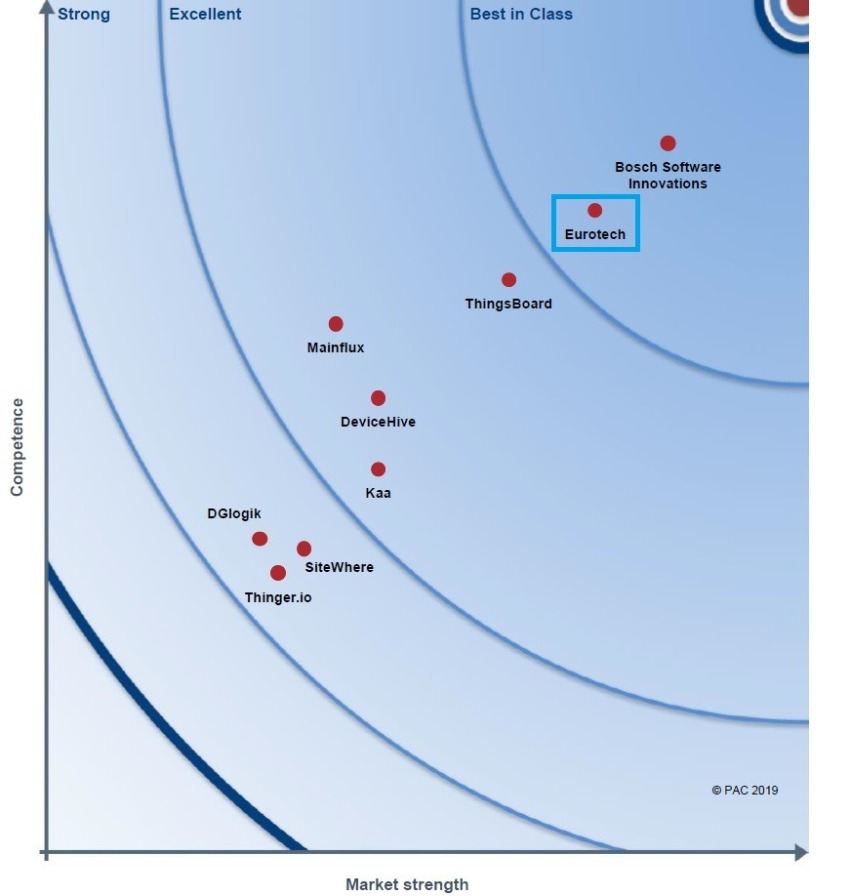 Strong
Excellent
Best in Class
Bosch Software
Innovations
Eurotech
ThingsBoard
Mainflux
DeviceHive
Kaa
DGlogik
SiteWhere
Thinger.io
Competence
© PAC 2019
Market strength